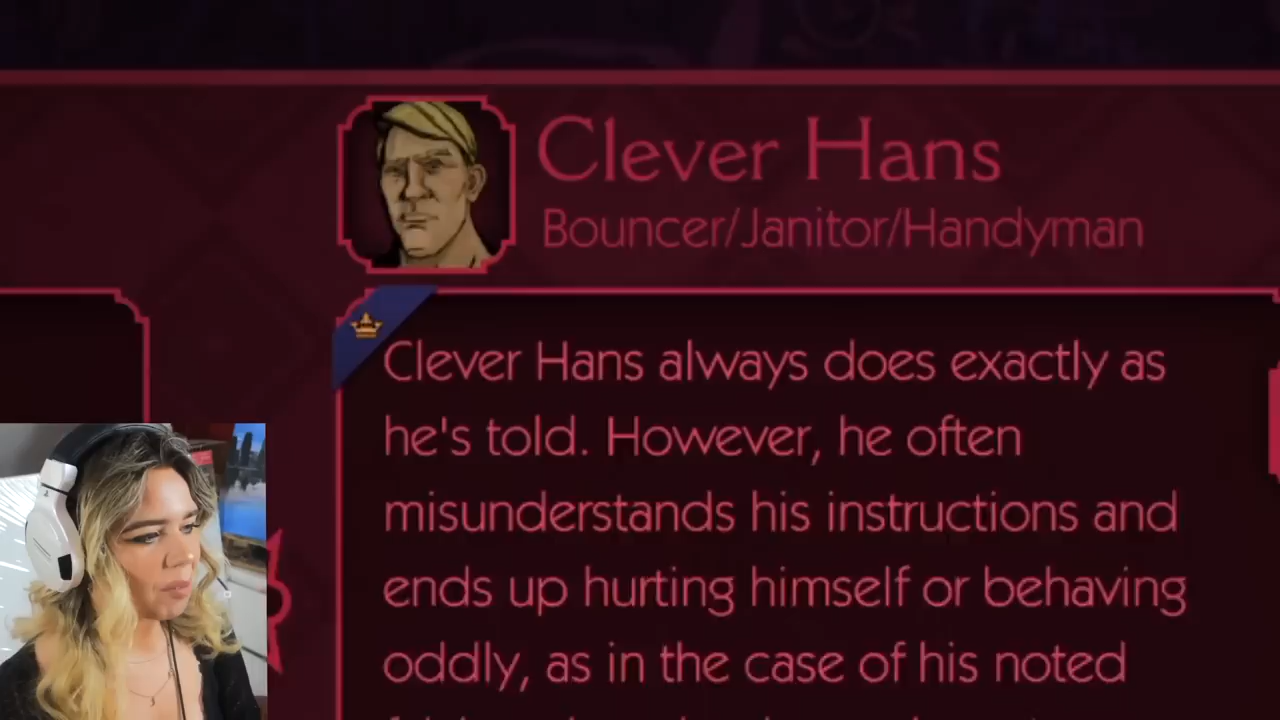 Clever Hans
Bouncer/Janitor/Handyman
Clever Hans always does exactly as
he's told. However, he often
misunderstands his instructions and
ends up hurting himself or behaving
oddly, as in the case of his noted